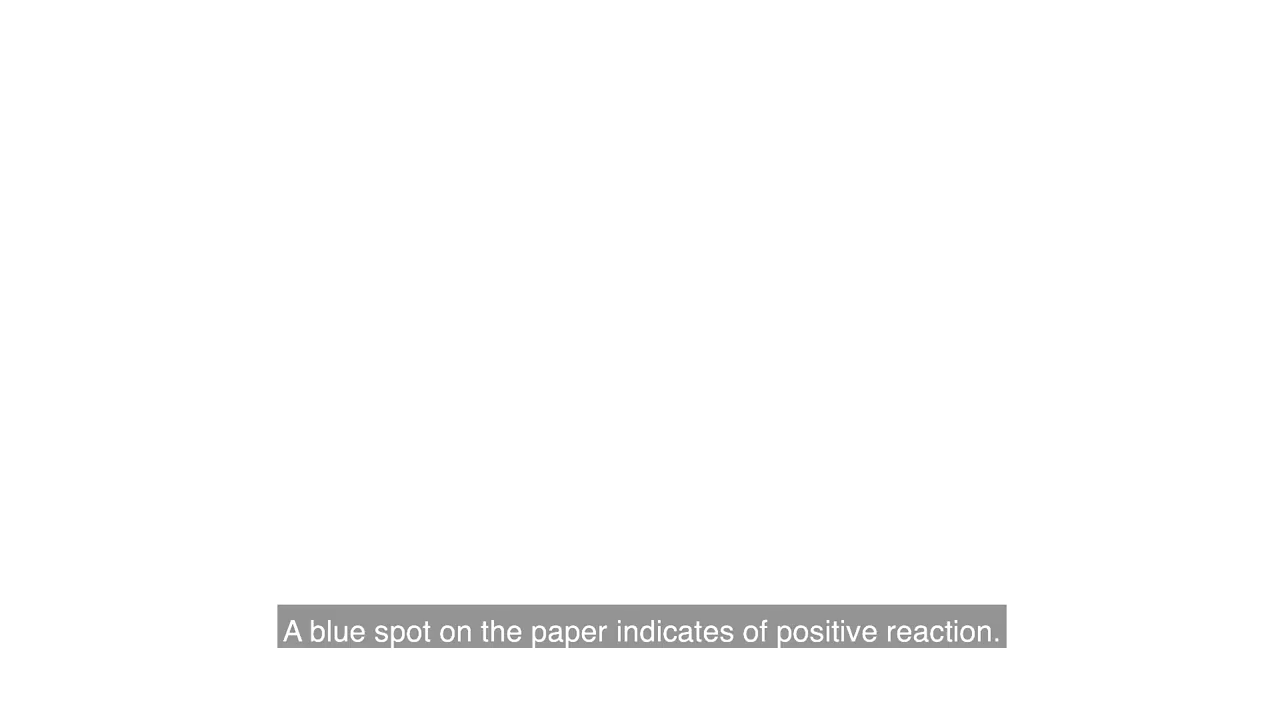 A blue spot on the paper indicates of positive reaction.